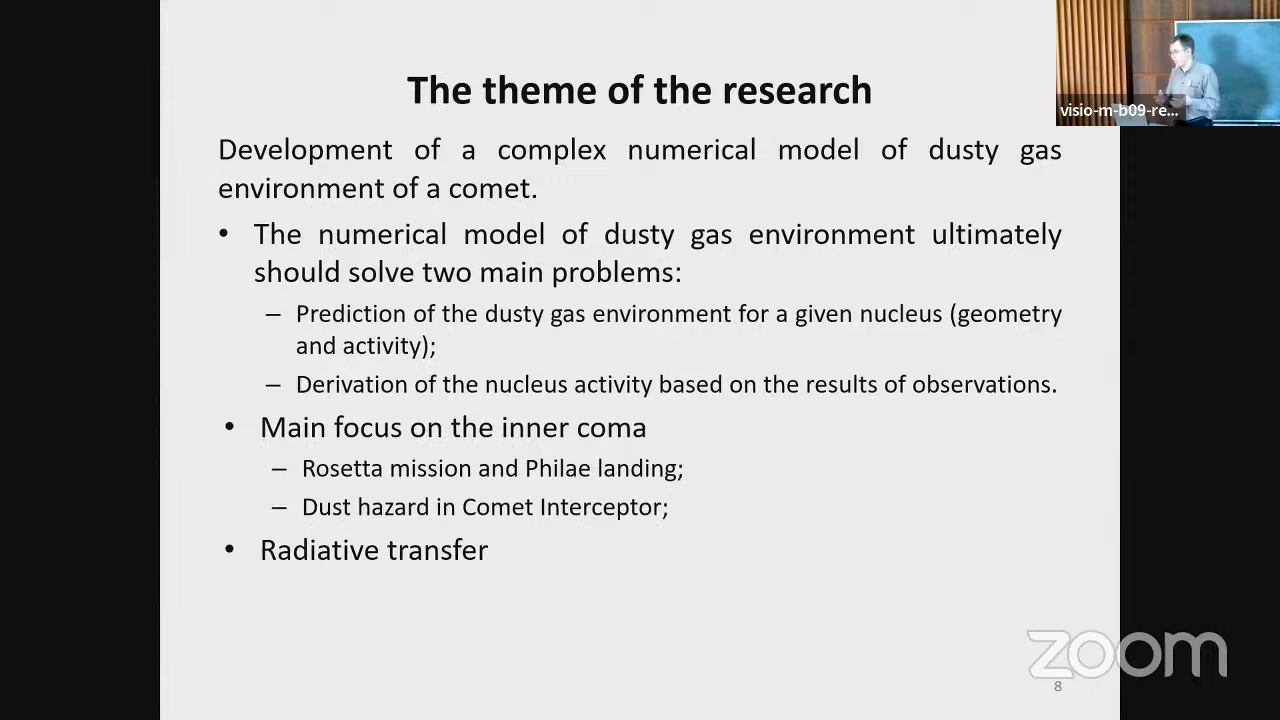 The theme of the research
visio-m-b09-re...
Development of a complex numerical model of dusty gas
environment of a comet.
• The numerical model of dusty gas environment ultimately
should solve two main problems:
– Prediction of the dusty gas environment for a given nucleus (geometry
and activity);
– Derivation of the nucleus activity based on the results of observations.
• Main focus on the inner coma
– Rosetta mission and Philae landing;
– Dust hazard in Comet Interceptor;
• Radiative transfer
zoom
8